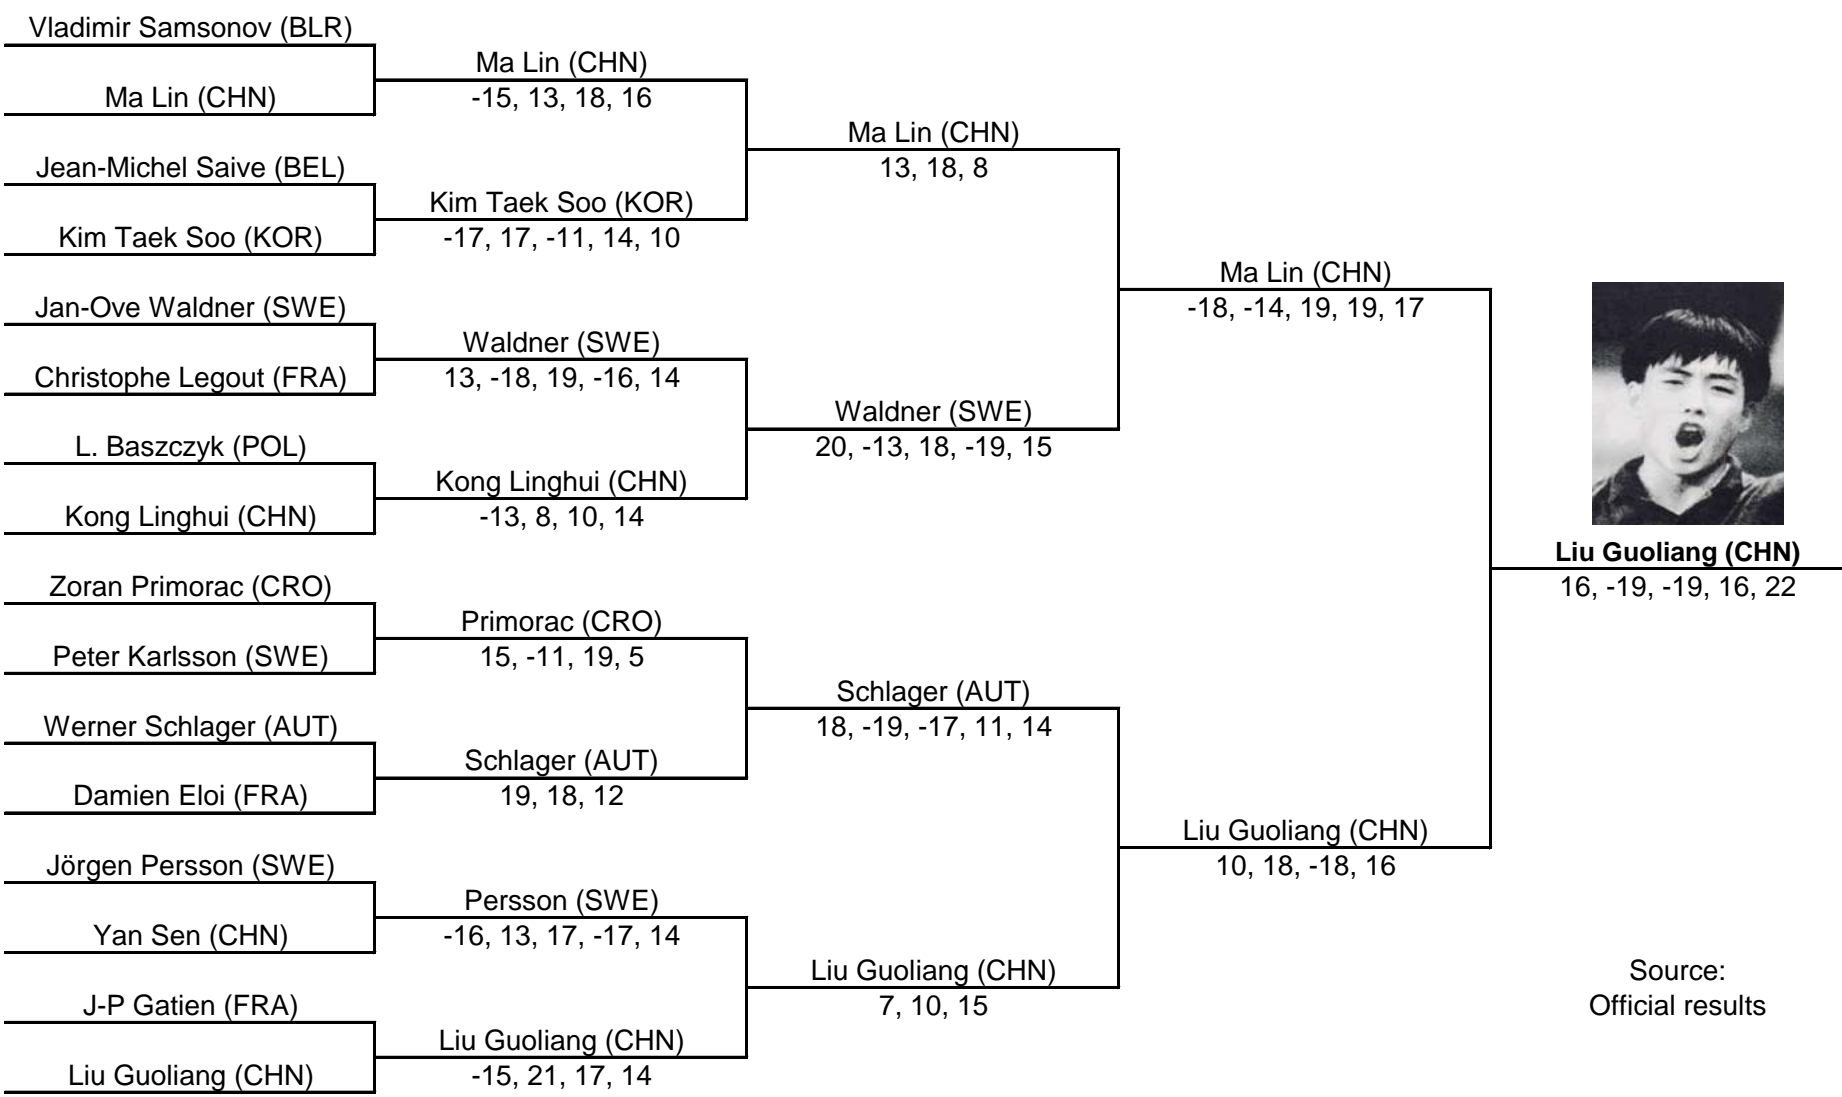 Vladimir Samsonov (BLR)
Ma Lin (CHN)
Jean-Michel Saive (BEL)
Kim Taek Soo (KOR)
Jan-Ove Waldner (SWE)
Christophe Legout (FRA)
L. Baszczyk (POL)
Kong Linghui (CHN)
Zoran Primorac (CRO)
Peter Karlsson (SWE)
Werner Schlager (AUT)
Damien Eloi (FRA)
Jörgen Persson (SWE)
Yan Sen (CHN)
J-P Gatien (FRA)
Liu Guoliang (CHN)
Ma Lin (CHN)
-15, 13, 18, 16
Kim Taek Soo (KOR)
-17, 17, -11, 14, 10
Waldner (SWE)
13, -18, 19, -16, 14
Kong Linghui (CHN)
-13, 8, 10, 14
Primorac (CRO)
15, -11, 19, 5
Schlager (AUT)
19, 18, 12
Persson (SWE)
-16, 13, 17, -17, 14
Liu Guoliang (CHN)
-15, 21, 17, 14
Ma Lin (CHN)
13, 18, 8
Waldner (SWE)
20, -13, 18, -19, 15
Schlager (AUT)
18, -19, -17, 11, 14
Liu Guoliang (CHN)
7, 10, 15
Ma Lin (CHN)
-18, -14, 19, 19, 17
Liu Guoliang (CHN)
10, 18, -18, 16
Liu Guoliang (CHN)
16, -19, -19, 16, 22
Source:
Official results